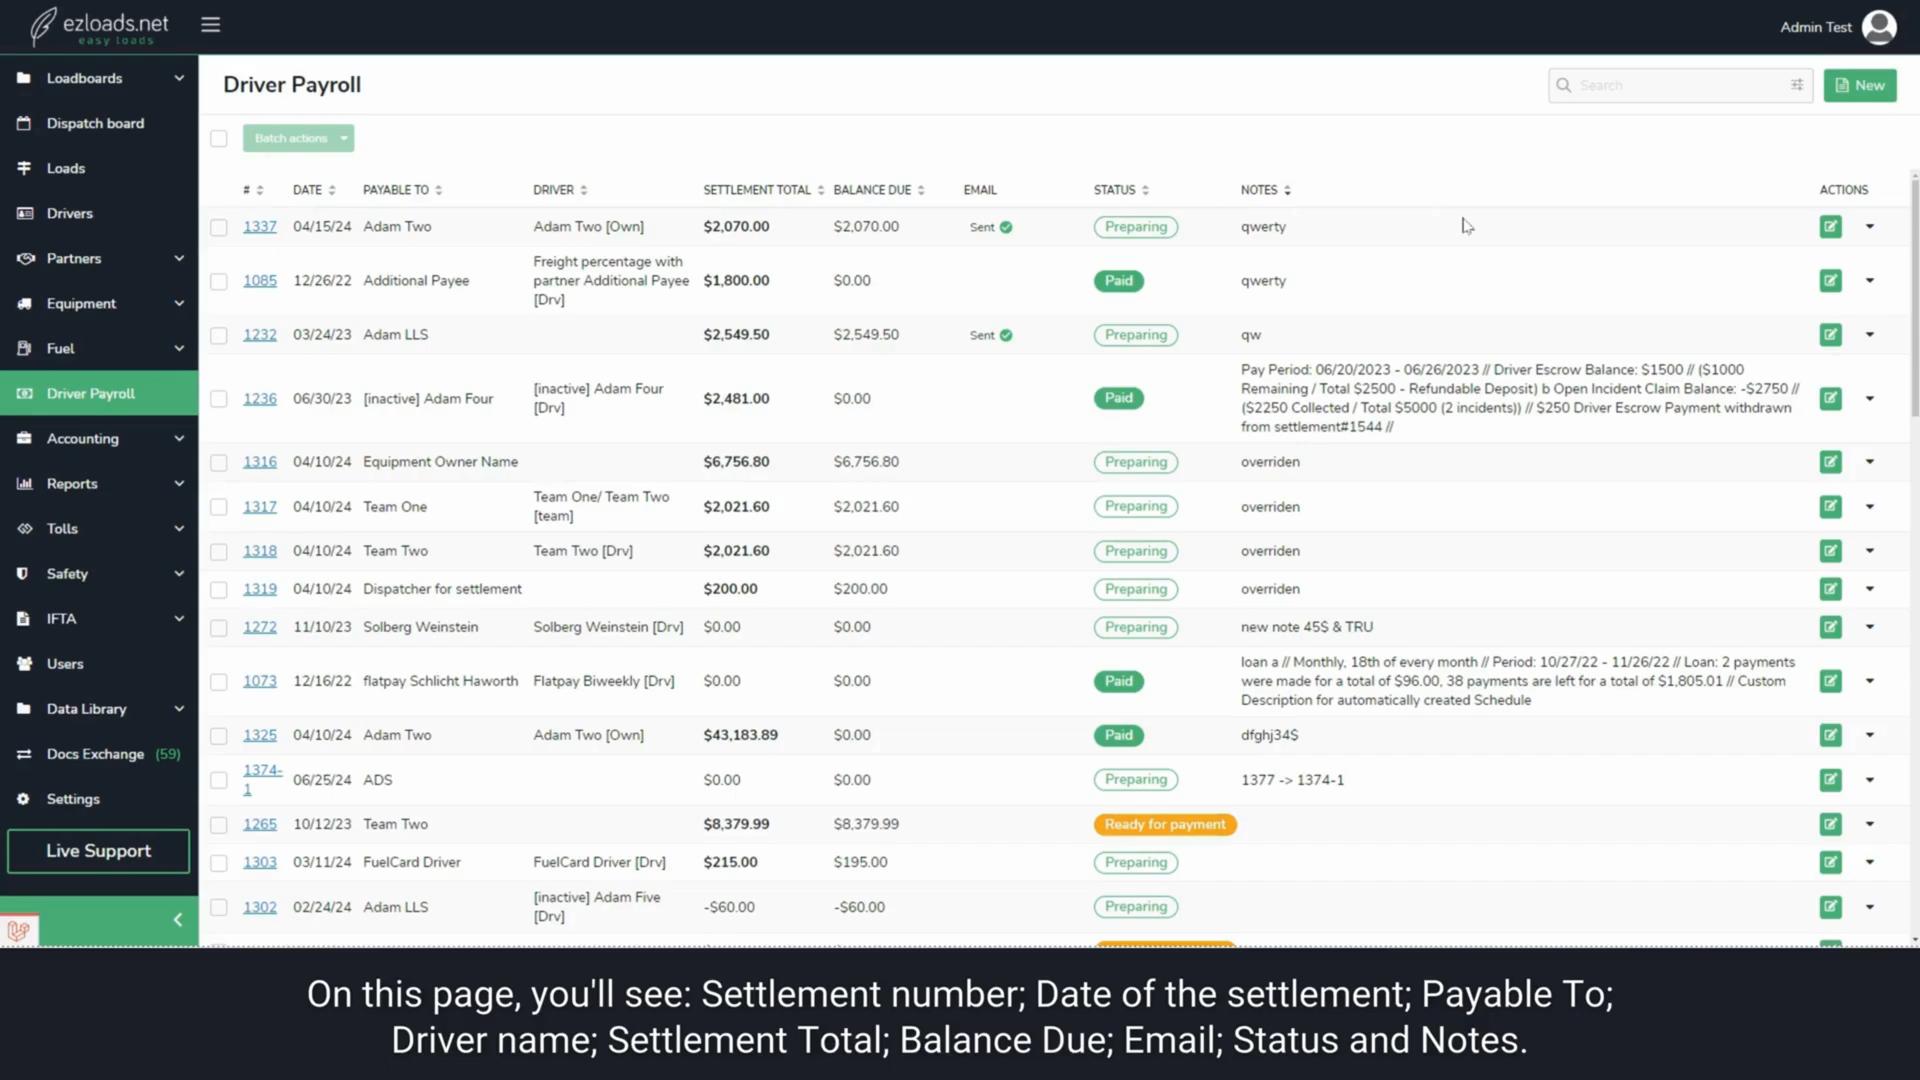 ezloads.net
easy loads
Admin Test
Loadboards
Dispatch board
Loads
Drivers
Partners
Equipment
Fuel
Driver Payroll
Accounting
Reports
Tolls
Safety
IFTA
Users
Data Library
Docs Exchange (59)
Settings
Live Support
Driver Payroll
Search
New
Batch actions
# DATE PAYABLE TO DRIVER SETTLEMENT TOTAL BALANCE DUE EMAIL STATUS NOTES ACTIONS
1337 04/15/24 Adam Two Adam Two [Own] $2,070.00 $2,070.00 Sent Preparing qwerty
Freight percentage with
1085 12/26/22 Additional Payee partner Additional Payee $1,800.00 $0.00 Paid qwerty
[Drv]
1232 03/24/23 Adam LLS $2,549.50 $2,549.50 Sent Preparing qw
Pay Period: 06/20/2023 - 06/26/2023 // Driver Escrow Balance: $1500 // ($1000
1236 06/30/23 [inactive] Adam Four [inactive] Adam Four $2,481.00 $0.00 Paid Remaining / Total $2500 - Refundable Deposit) b Open Incident Claim Balance: -$2750 //
[Drv] ($2250 Collected / Total $5000 (2 incidents)) // $250 Driver Escrow Payment withdrawn
from settlement#1544 //
1316 04/10/24 Equipment Owner Name $6,756.80 $6,756.80 Preparing overriden
1317 04/10/24 Team One Team One/ Team Two $2,021.60 $2,021.60 Preparing overriden
[team]
1318 04/10/24 Team Two Team Two [Drv] $2,021.60 $2,021.60 Preparing overriden
1319 04/10/24 Dispatcher for settlement $200.00 $200.00 Preparing overriden
1272 11/10/23 Solberg Weinstein Solberg Weinstein [Drv] $0.00 $0.00 Preparing new note 45$ & TRU
loan a // Monthly, 18th of every month // Period: 10/27/22 - 11/26/22 // Loan: 2 payments
1073 12/16/22 flatpay Schlicht Haworth Flatpay Biweekly [Drv] $0.00 $0.00 Paid were made for a total of $96.00, 38 payments are left for a total of $1,805.01 // Custom
Description for automatically created Schedule
1325 04/10/24 Adam Two Adam Two [Own] $43,183.89 $0.00 Paid dfghj34$
1374-
1 06/25/24 ADS $0.00 $0.00 Preparing 1377 -> 1374-1
1265 10/12/23 Team Two $8,379.99 $8,379.99 Ready for payment
1303 03/11/24 FuelCard Driver FuelCard Driver [Drv] $215.00 $195.00 Preparing
1302 02/24/24 Adam LLS [inactive] Adam Five -$60.00 -$60.00 Preparing
[Drv]
On this page, you'll see: Settlement number; Date of the settlement; Payable To;
Driver name; Settlement Total; Balance Due; Email; Status and Notes.